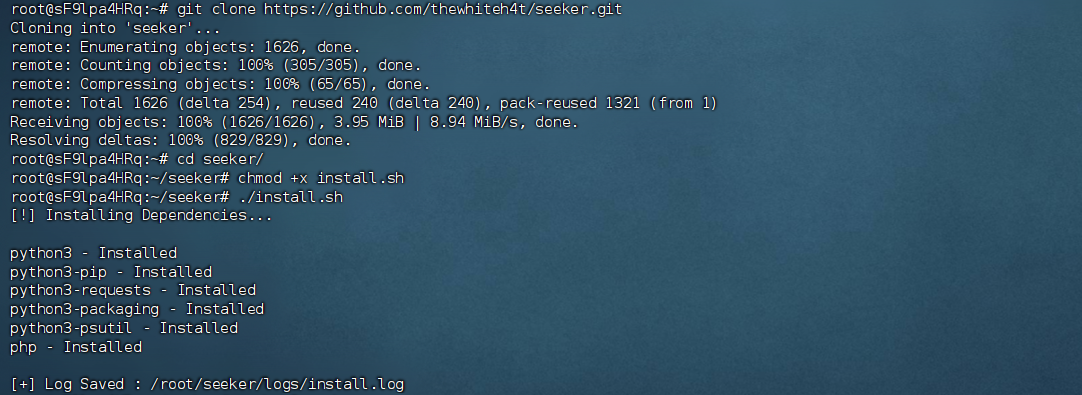 root@sF9lpa4HRq:~# git clone https://github.com/thewhiteh4t/seeker.git
Cloning into 'seeker'...
remote: Enumerating objects: 1626, done.
remote: Counting objects: 100% (305/305), done.
remote: Compressing objects: 100% (65/65), done.
remote: Total 1626 (delta 254), reused 240 (delta 240), pack-reused 1321 (from 1)
Receiving objects: 100% (1626/1626), 3.95 MiB | 8.94 MiB/s, done.
Resolving deltas: 100% (829/829), done.
root@sF9lpa4HRq:~# cd seeker/
root@sF9lpa4HRq:~/seeker# chmod +x install.sh
root@sF9lpa4HRq:~/seeker# ./install.sh
[!] Installing Dependencies...
python3 - Installed
python3-pip - Installed
python3-requests - Installed
python3-packaging - Installed
python3-psutil - Installed
php - Installed
[+] Log Saved : /root/seeker/logs/install.log